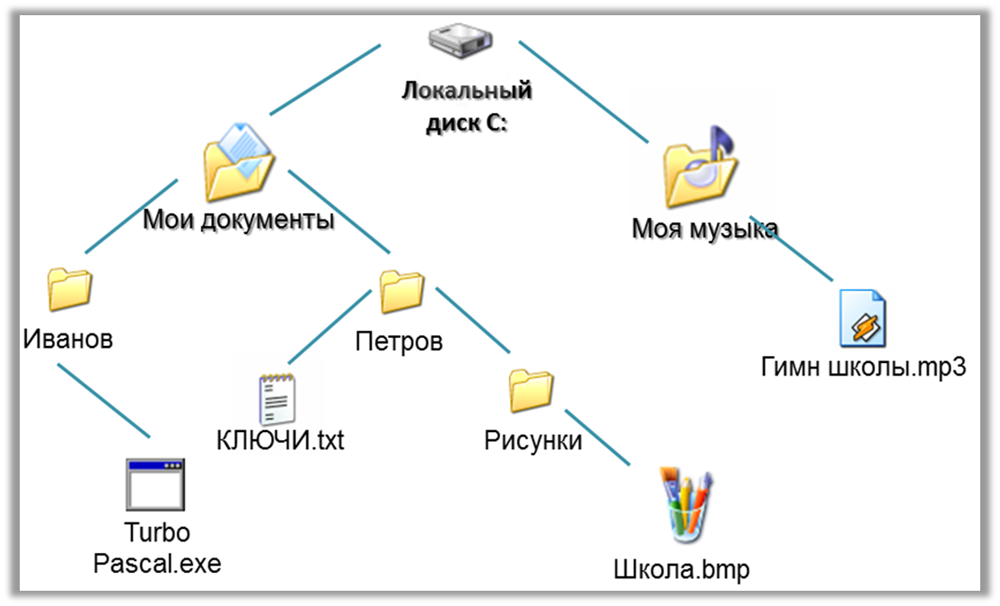 Локальный
диск С:
Мои документы
Моя музыка
Иванов
Петров
Гимн школы.mp3
КЛЮЧИ.txt
Рисунки
Turbo
Pascal.exe
Школа.bmp